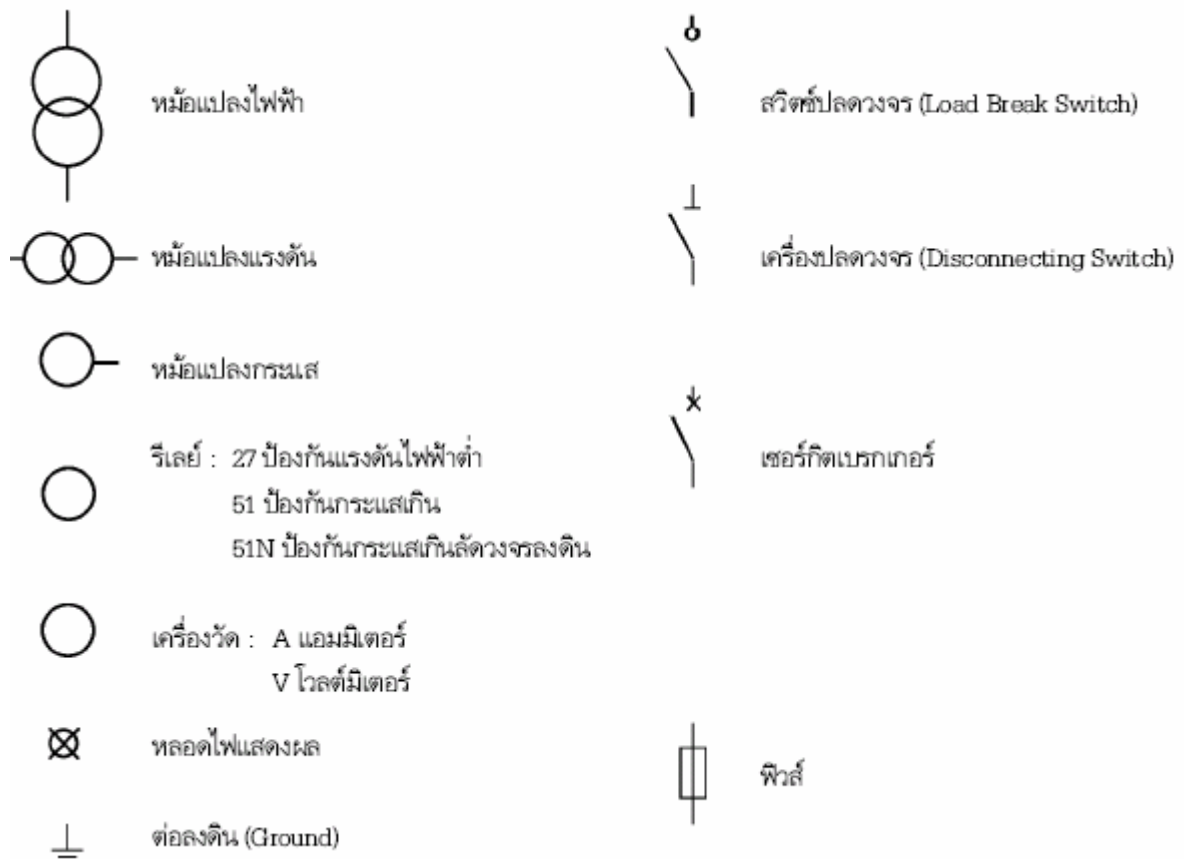 หม้อแปลงไฟฟ้า
หม้อแปลงแรงดัน
หม้อแปลงกระแส
รีเลย์ : 27 ป้องกันแรงดันไฟฟ้าต่ำ
51 ป้องกันกระแสเกิน
51N ป้องกันกระแสเกินลัดวงจรลงดิน
เครื่องวัด : A แอมมิเตอร์
V โวลต์มิเตอร์
หลอดไฟแสดงผล
ต่อลงดิน (Ground)
สวิตซ์ปลดวงจร (Load Break Switch)
เครื่องปลดวงจร (Disconnecting Switch)
เซอร์กิตเบรกเกอร์
ฟิวส์